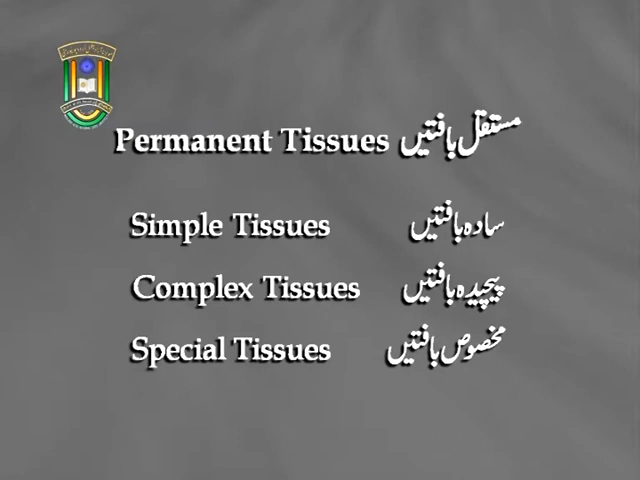 Permanent Tissues مستقل بافتیں
Simple Tissues سادہ بافتیں
Complex Tissues پیچیدہ بافتیں
Special Tissues مخصوص بافتیں